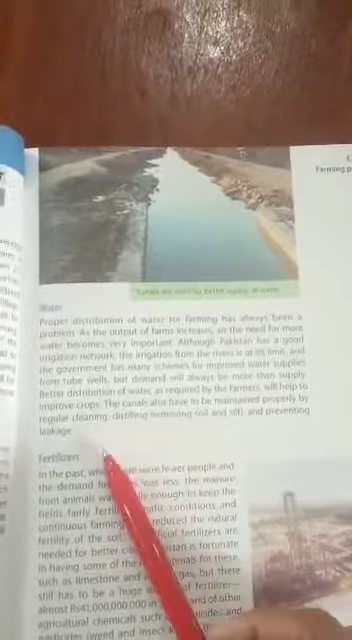 Farming p
Canals are used for better supply of water.
Water
Proper distribution of water for farming has always been a
problem. As the output of farms increases, so the need for more
water becomes very important. Although Pakistan has a good
irrigation network, the irrigation from the rivers is at its limit, and
the government has many schemes for improved water supplies
from tube wells, but demand will always be more than supply.
Better distribution of water, as required by the farmers, will help to
improve crops. The canals also have to be maintained properly by
regular cleaning, distilling (removing soil and silt), and preventing
leakage.
Fertilizers
In the past, were fewer people and
the demand was less, the manure
from animals enough to keep the
fields fairly conditions and
continuous farming reduced the natural
fertility of the soil. fertilizers are
needed for better is fortunate
in having some of the for these
such as limestone and gas, but there
still has to be a huge of fertilizer—
almost Rs41,000,000,000 in and of other
agricultural chemicals such and
(weed and insect